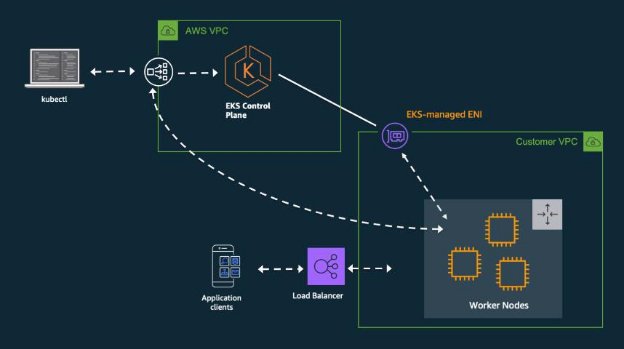 AWS VPC
kubectl
EKS Control
Plane
EKS-managed ENI
Customer VPC
Application
clients
Load Balancer
Worker Nodes